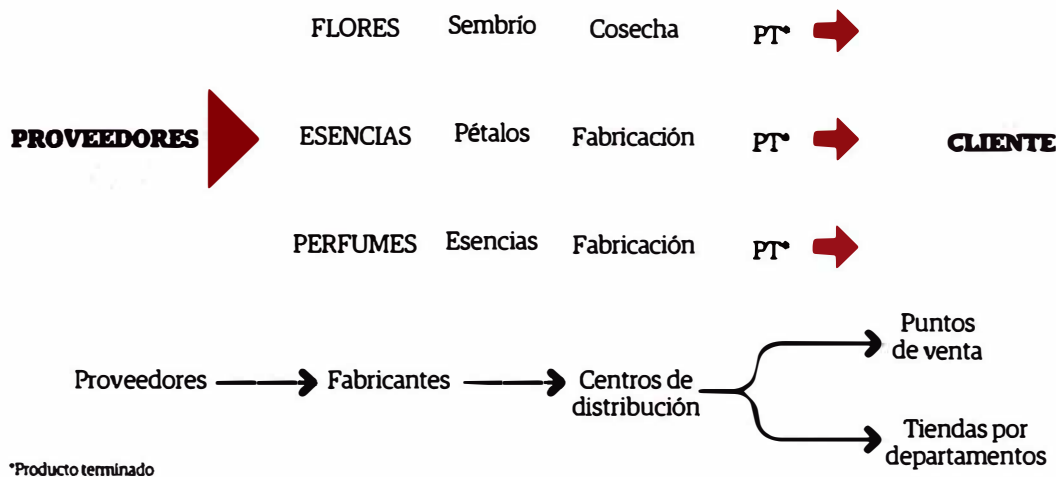 FLORES Sembrío Cosecha PT*
PROVEEDORES ESENCIAS Pétalos Fabricación PT* CLIENTE
PERFUMES Esencias Fabricación PT*
Puntos
de venta
Proveedores Fabricantes Centros de
distribución
Tiendas por
departamentos
*Producto terminado